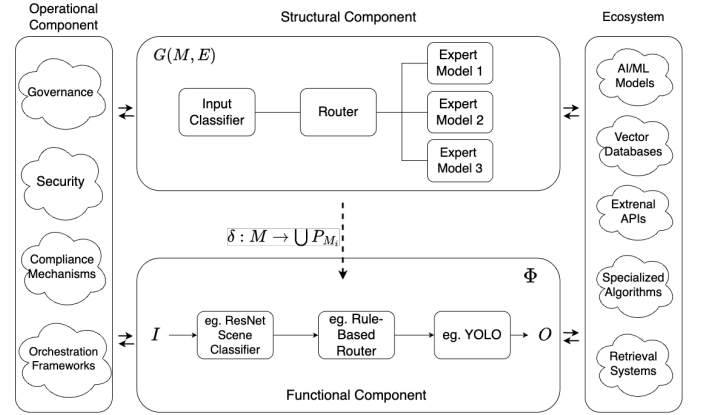 Operational
Component
Structural Component
Ecosystem
Governance
Security
Compliance
Mechanisms
Orchestration
Frameworks
G(M, E)
Input
Classifier
Router
Expert
Model 1
Expert
Model 2
Expert
Model 3
δ : M → ⋃ P_{M_i}
Φ
I
eg. ResNet
Scene
Classifier
eg. Rule-
Based
Router
eg. YOLO
O
Functional Component
AI/ML
Models
Vector
Databases
Extrenal
APIs
Specialized
Algorithms
Retrieval
Systems